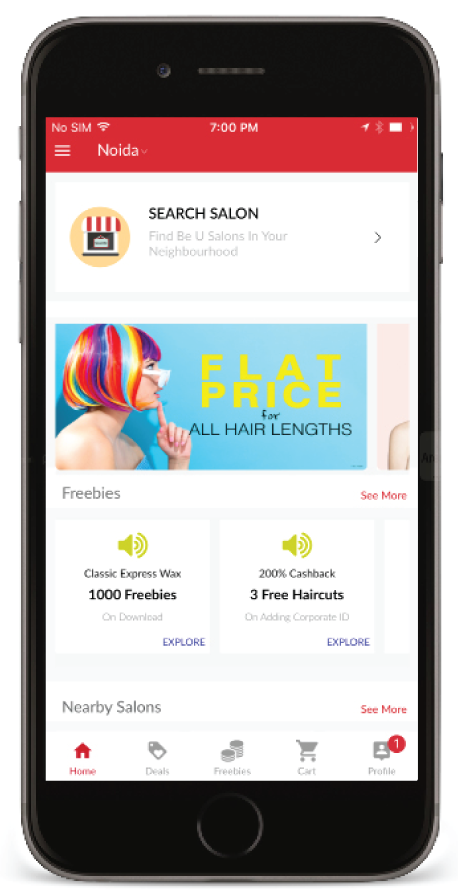 No SIM 7:00 PM
Noida
SEARCH SALON
Find Be U Salons In Your
Neighbourhood
FLAT
PRICE
for
ALL HAIR LENGTHS
Freebies See More
Classic Express Wax
1000 Freebies
On Download
EXPLORE
200% Cashback
3 Free Haircuts
On Adding Corporate ID
EXPLORE
Nearby Salons See More
Home Deals Freebies Cart 1 Profile